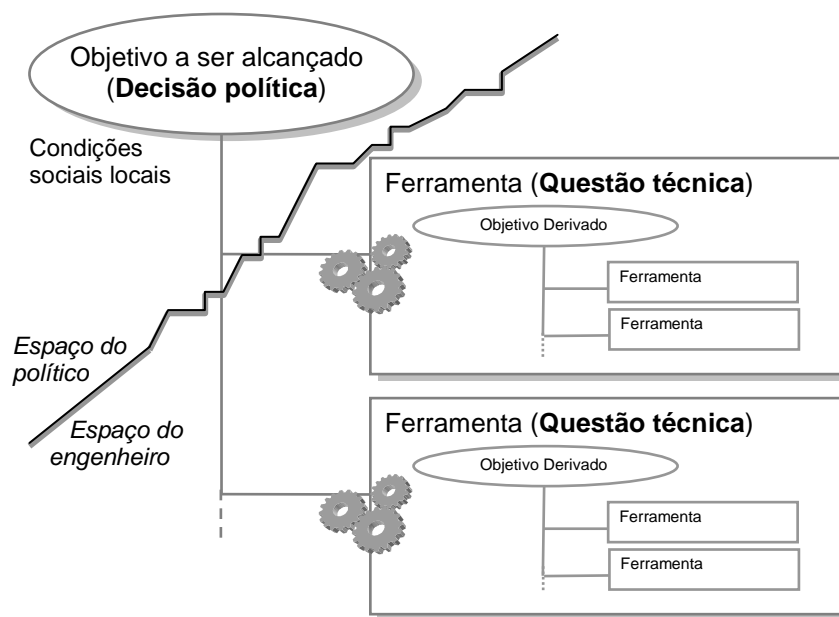 Objetivo a ser alcançado
(Decisão política)
Condições
sociais locais
Ferramenta (Questão técnica)
Objetivo Derivado
Ferramenta
Ferramenta
Espaço do
político
Espaço do
engenheiro
Ferramenta (Questão técnica)
Objetivo Derivado
Ferramenta
Ferramenta